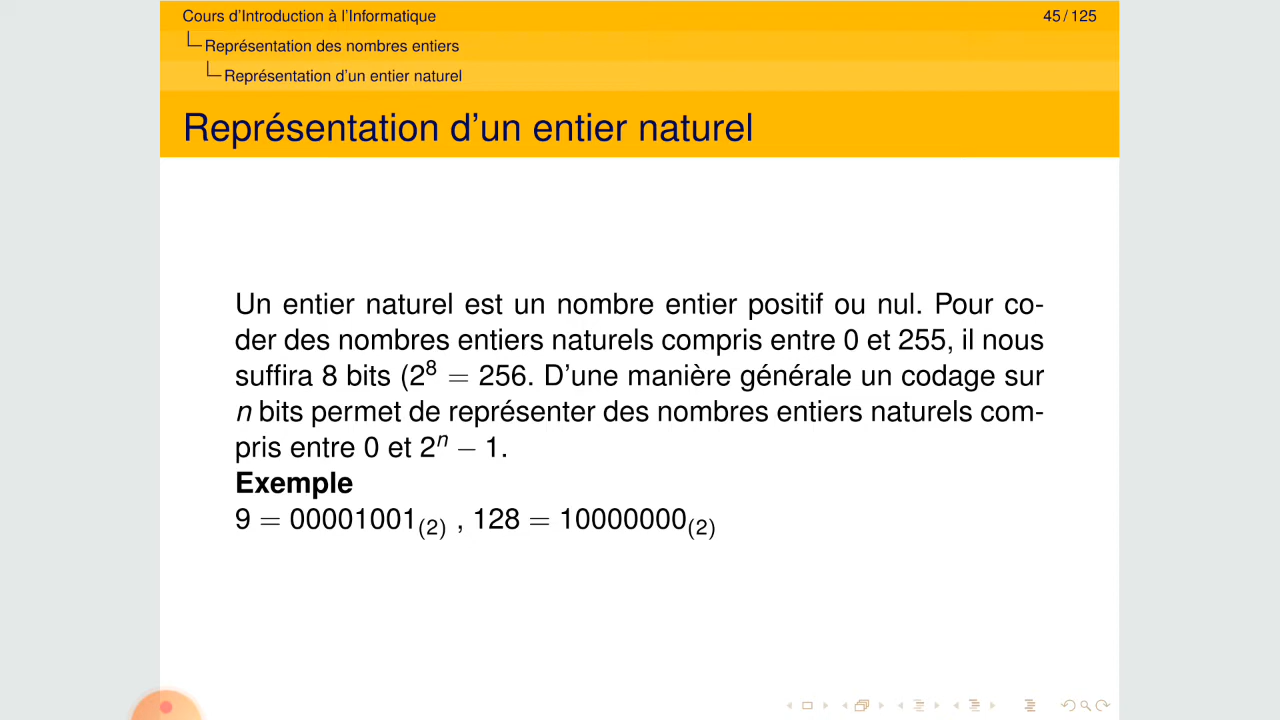 Cours d'Introduction à l'Informatique 45 / 125
Représentation des nombres entiers
Représentation d'un entier naturel
Représentation d'un entier naturel
Un entier naturel est un nombre entier positif ou nul. Pour co-
der des nombres entiers naturels compris entre 0 et 255, il nous
suffira 8 bits (2⁸ = 256. D'une manière générale un codage sur
n bits permet de représenter des nombres entiers naturels com-
pris entre 0 et 2ⁿ − 1.
Exemple
9 = 00001001₍₂₎ , 128 = 10000000₍₂₎